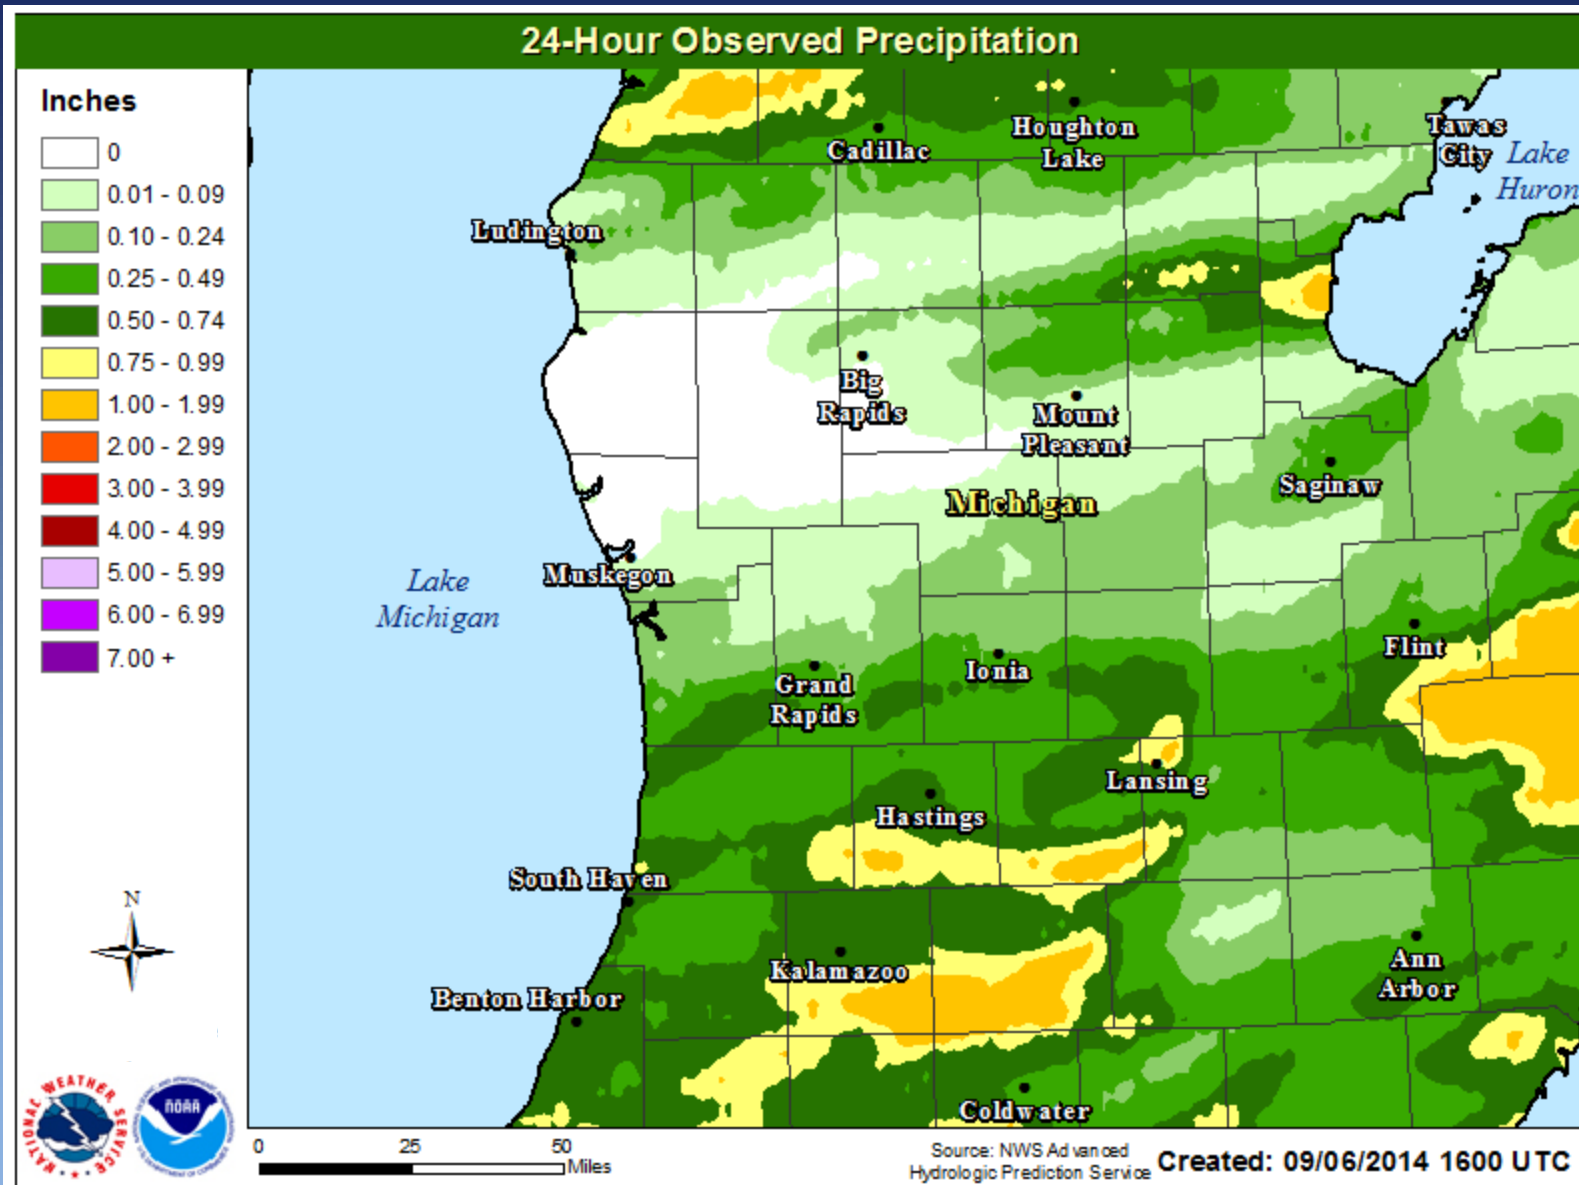 24-Hour Observed Precipitation
Inches
0
0.01 - 0.09
0.10 - 0.24
0.25 - 0.49
0.50 - 0.74
0.75 - 0.99
1.00 - 1.99
2.00 - 2.99
3.00 - 3.99
4.00 - 4.99
5.00 - 5.99
6.00 - 6.99
7.00 +
Cadillac
Houghton
Lake
Tawas
City
Lake
Huron
Ludington
Big
Rapids
Mount
Pleasant
Saginaw
Michigan
Lake
Michigan
Muskegon
Flint
Grand
Rapids
Ionia
Lansing
Hastings
South Haven
Kalamazoo
Ann
Arbor
Benton Harbor
Coldwater
N
NATIONAL WEATHER SERVICE
NOAA
0 25 50
Miles
Source: NWS Advanced
Hydrologic Prediction Service
Created: 09/06/2014 1600 UTC